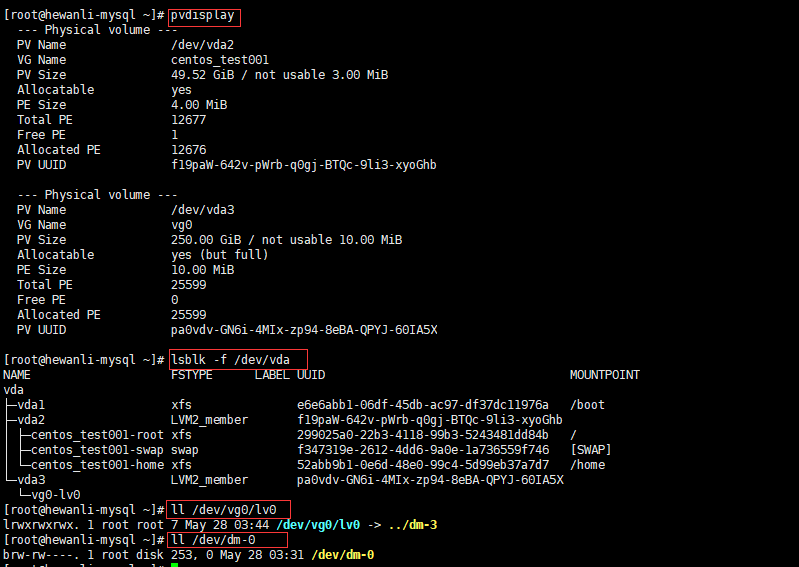 [root@hewanli-mysql ~]# pvdisplay
  --- Physical volume ---
  PV Name               /dev/vda2
  VG Name               centos_test001
  PV Size               49.52 GiB / not usable 3.00 MiB
  Allocatable           yes
  PE Size               4.00 MiB
  Total PE              12677
  Free PE               1
  Allocated PE          12676
  PV UUID               f19paW-642v-pWrb-q0gj-BTQc-9li3-xyoGhb

  --- Physical volume ---
  PV Name               /dev/vda3
  VG Name               vg0
  PV Size               250.00 GiB / not usable 10.00 MiB
  Allocatable           yes (but full)
  PE Size               10.00 MiB
  Total PE              25599
  Free PE               0
  Allocated PE          25599
  PV UUID               pa0vdv-GN6i-4MIx-zp94-8eBA-QPYJ-60IA5X

[root@hewanli-mysql ~]# lsblk -f /dev/vda
NAME                    FSTYPE      LABEL UUID                                   MOUNTPOINT
vda
├─vda1                  xfs               e6e6abb1-06df-45db-ac97-df37dc11976a   /boot
├─vda2                  LVM2_member       f19paW-642v-pWrb-q0gj-BTQc-9li3-xyoGhb
│ ├─centos_test001-root xfs               299025a0-22b3-4118-99b3-5243481dd84b   /
│ ├─centos_test001-swap swap              f347319e-2612-4dd6-9a0e-1a736559f746   [SWAP]
│ └─centos_test001-home xfs               52abb9b1-0e6d-48e0-99c4-5d99eb37a7d7   /home
└─vda3                  LVM2_member       pa0vdv-GN6i-4MIx-zp94-8eBA-QPYJ-60IA5X
  └─vg0-lv0
[root@hewanli-mysql ~]# ll /dev/vg0/lv0
lrwxrwxrwx. 1 root root 7 May 28 03:44 /dev/vg0/lv0 -> ../dm-3
[root@hewanli-mysql ~]# ll /dev/dm-0
brw-rw----. 1 root disk 253, 0 May 28 03:31 /dev/dm-0